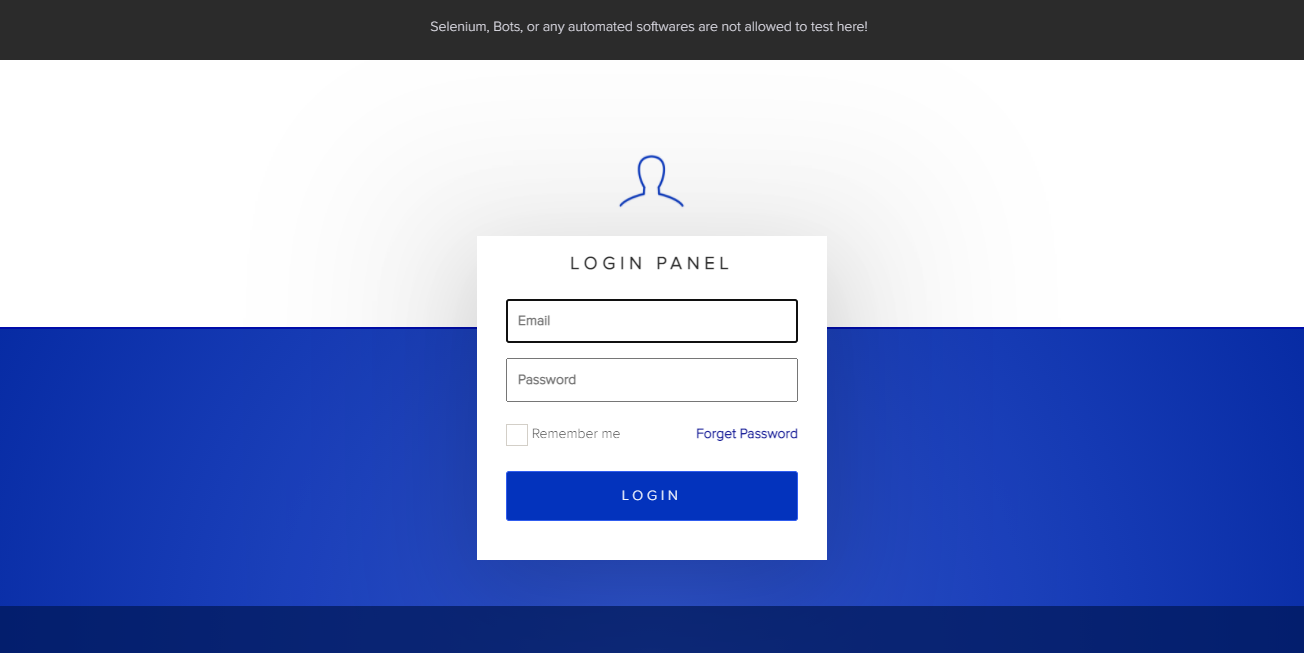 Selenium, Bots, or any automated softwares are not allowed to test here!
LOGIN PANEL
Email
Password
Remember me
Forget Password
LOGIN